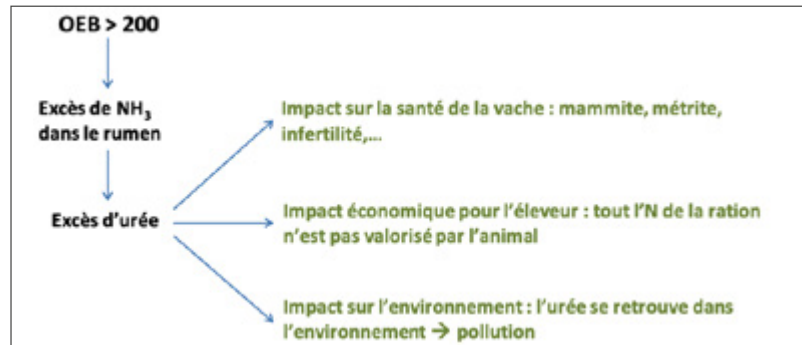 OEB > 200
Excès de NH₃
dans le rumen
Excès d'urée
Impact sur la santé de la vache : mammite, métrite,
infertilité,...
Impact économique pour l'éleveur : tout l'N de la ration
n'est pas valorisé par l'animal
Impact sur l'environnement : l'urée se retrouve dans
l'environnement → pollution